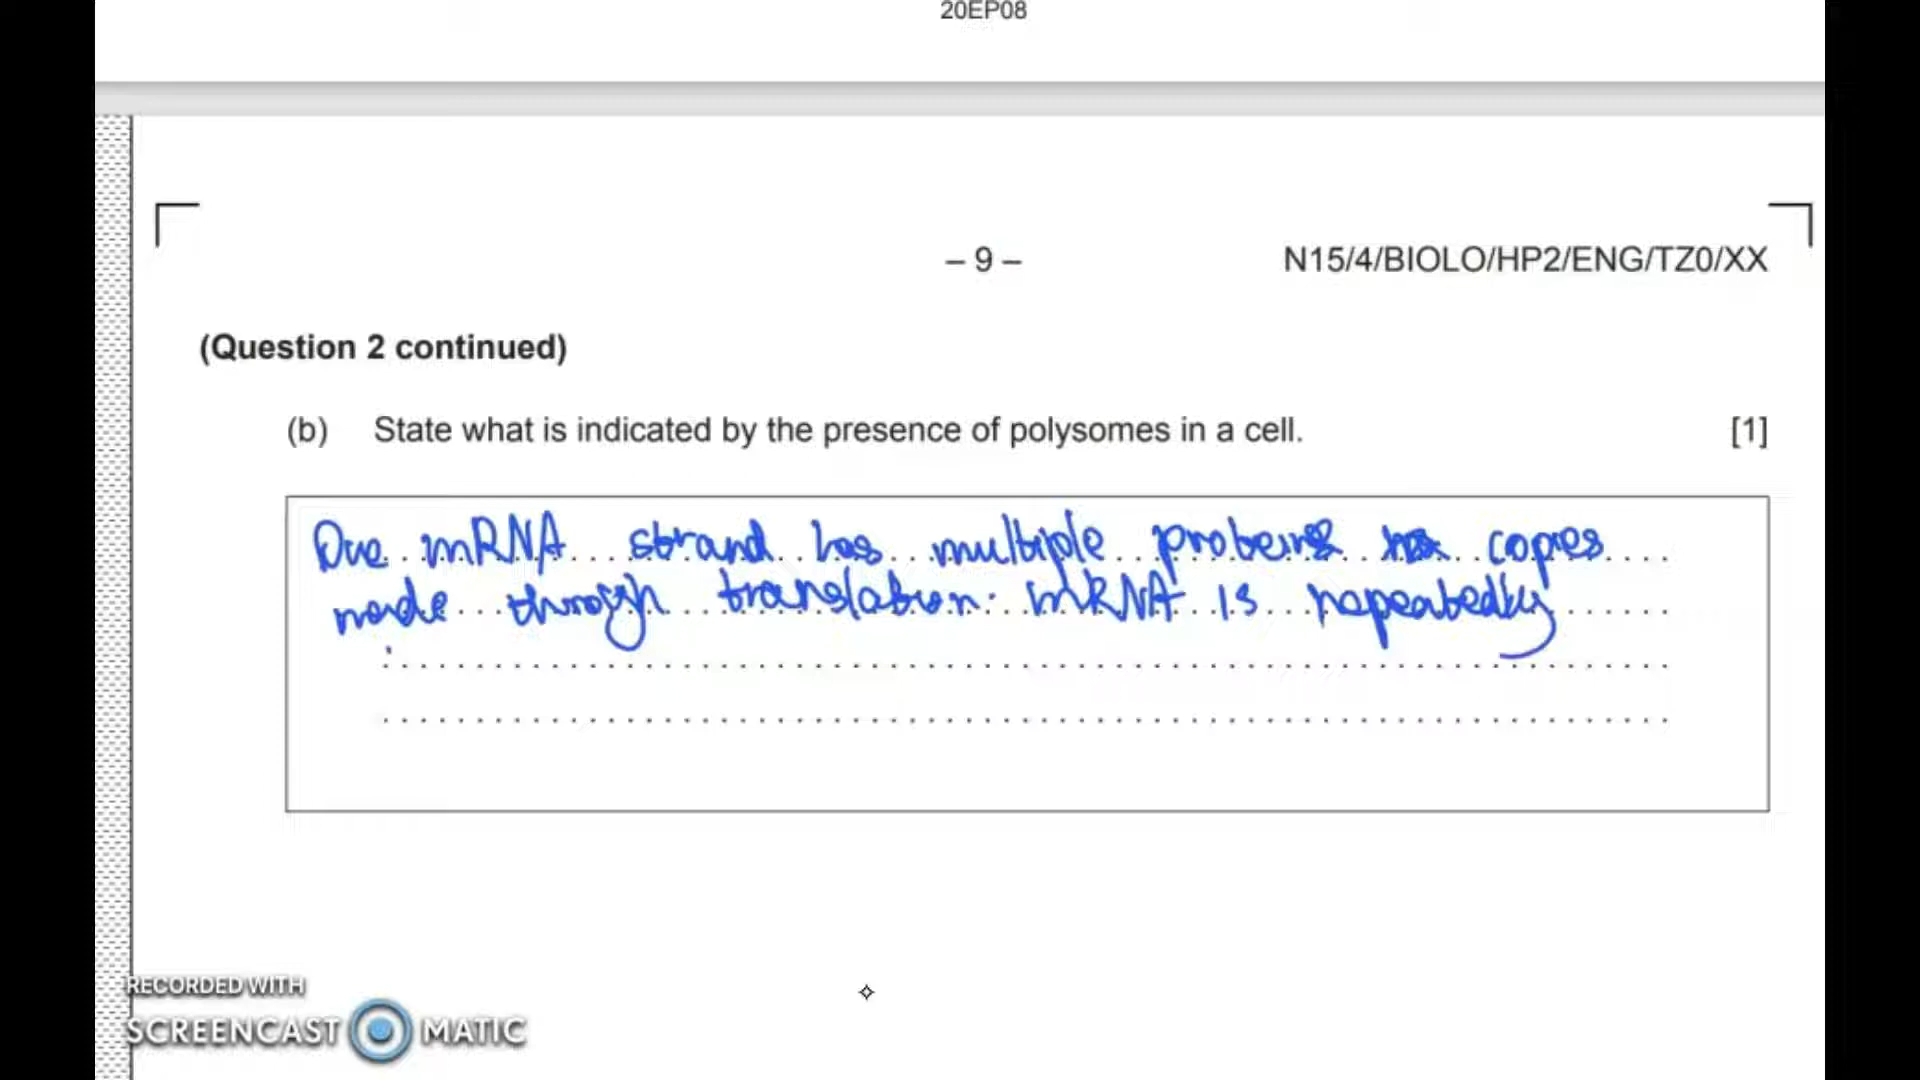 20EP08
– 9 –
N15/4/BIOLO/HP2/ENG/TZ0/XX
(Question 2 continued)
(b) State what is indicated by the presence of polysomes in a cell. [1]
One mRNA strand has multiple proteins copies
made through translation. mRNA is repeatedly
RECORDED WITH
SCREENCAST MATIC